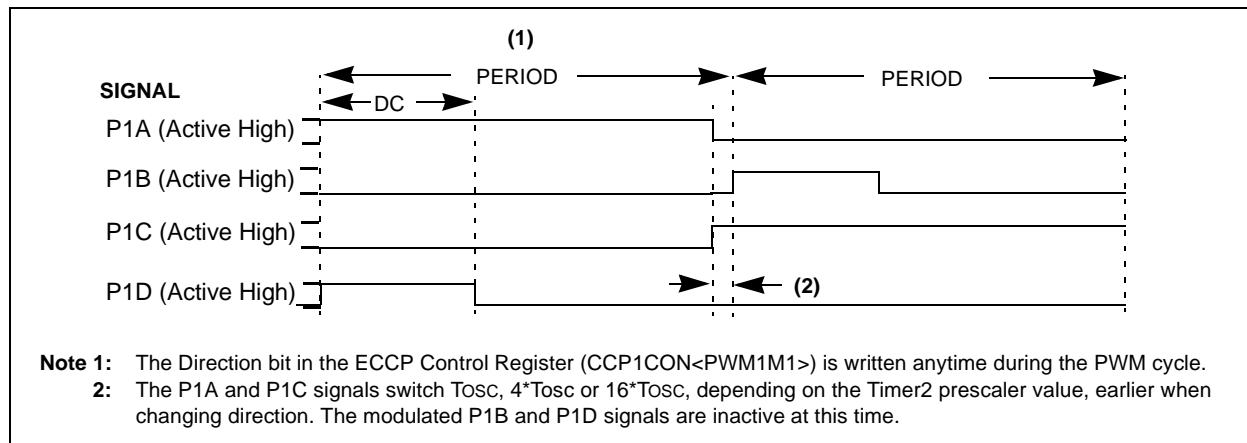 (1)
PERIOD PERIOD
SIGNAL
DC
P1A (Active High)
P1B (Active High)
P1C (Active High)
P1D (Active High)
(2)
Note 1: The Direction bit in the ECCP Control Register (CCP1CON<PWM1M1>) is written anytime during the PWM cycle.
2: The P1A and P1C signals switch TOSC, 4*Tosc or 16*TOSC, depending on the Timer2 prescaler value, earlier when
changing direction. The modulated P1B and P1D signals are inactive at this time.